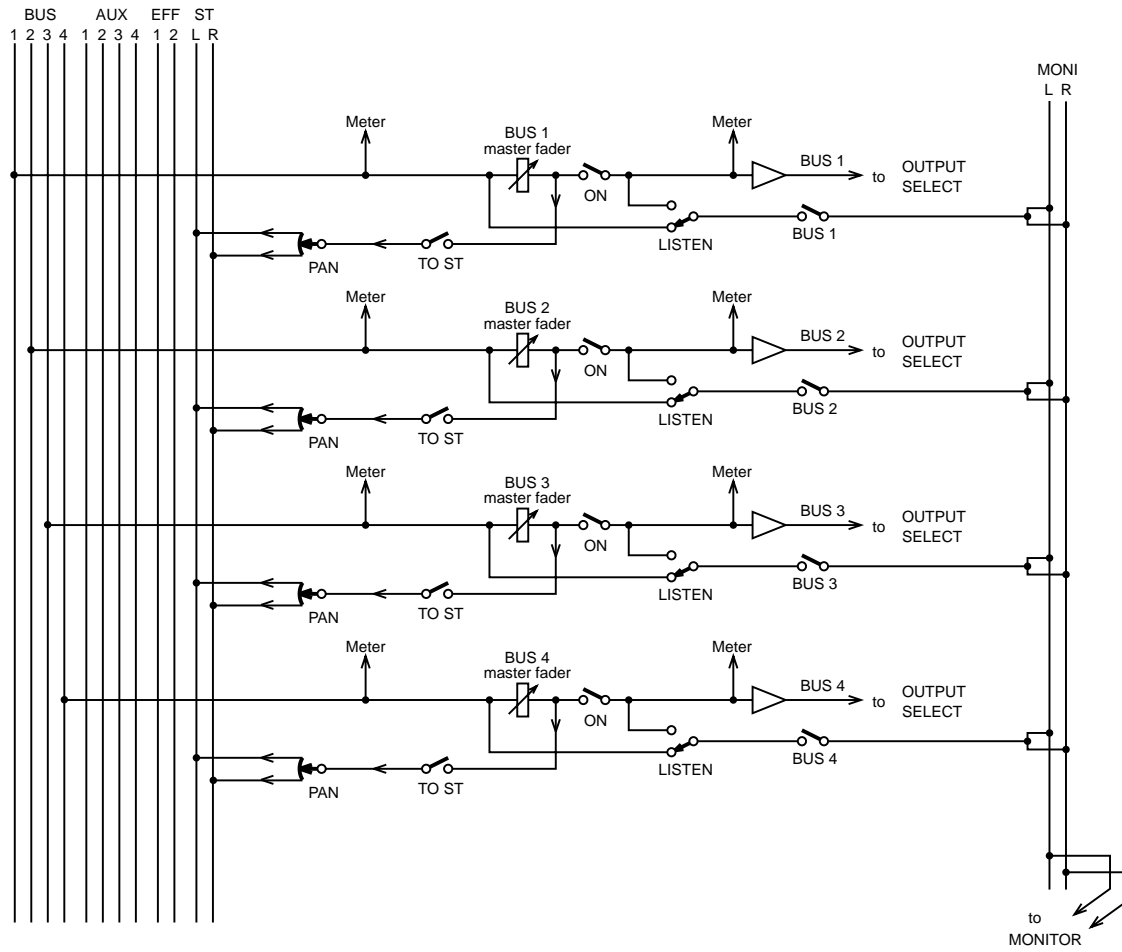 BUS AUX EFF ST
1 2 3 4 1 2 3 4 1 2 L R
MONI
L R
Meter
BUS 1
master fader
Meter
BUS 1
to
OUTPUT
SELECT
ON
LISTEN
BUS 1
PAN
TO ST
Meter
BUS 2
master fader
Meter
BUS 2
to
OUTPUT
SELECT
ON
LISTEN
BUS 2
PAN
TO ST
Meter
BUS 3
master fader
Meter
BUS 3
to
OUTPUT
SELECT
ON
LISTEN
BUS 3
PAN
TO ST
Meter
BUS 4
master fader
Meter
BUS 4
to
OUTPUT
SELECT
ON
LISTEN
BUS 4
PAN
TO ST
to
MONITOR